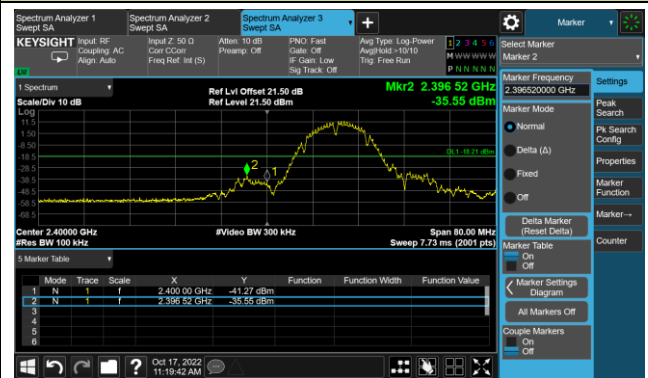 Spectrum Analyzer 1
Swept SA
Spectrum Analyzer 2
Swept SA
Spectrum Analyzer 3
Swept SA
+
Marker
KEYSIGHT
Input: RF
Coupling: AC
Align: Auto
Input Z: 50 Ω
Corr CCorr
Freq Ref: Int (S)
Atten: 10 dB
Preamp: Off
PNO: Fast
Gate: Off
IF Gain: Low
Sig Track: Off
Avg Type: Log-Power
Avg|Hold >10/10
Trig: Free Run
1 2 3 4 5 6
M W W W W W
P N N N N N
LW
Select Marker
Marker 2
1 Spectrum
Scale/Div 10 dB
Log
Ref Lvl Offset 21.50 dB
Ref Level 21.50 dBm
Mkr2 2.396 52 GHz
-35.55 dBm
11.5
1.50
-8.50
-18.5
-28.5
-38.5
-48.5
-58.5
-68.5
DL1 -18.21 dBm
2
1
Center 2.40000 GHz
#Res BW 100 kHz
#Video BW 300 kHz
Span 80.00 MHz
Sweep 7.73 ms (2001 pts)
5 Marker Table
Mode Trace Scale X Y Function Function Width Function Value
1 N 1 f 2.400 00 GHz -41.27 dBm
2 N 1 f 2.396 52 GHz -35.55 dBm
3
4
5
6
Marker Frequency
2.396520000 GHz
Marker Mode
Normal
Delta (Δ)
Fixed
Off
Delta Marker
(Reset Delta)
Marker Table
On
Off
Marker Settings
Diagram
All Markers Off
Couple Markers
On
Off
Settings
Peak
Search
Pk Search
Config
Properties
Marker
Function
Marker→
Counter
?
Oct 17, 2022
11:19:42 AM